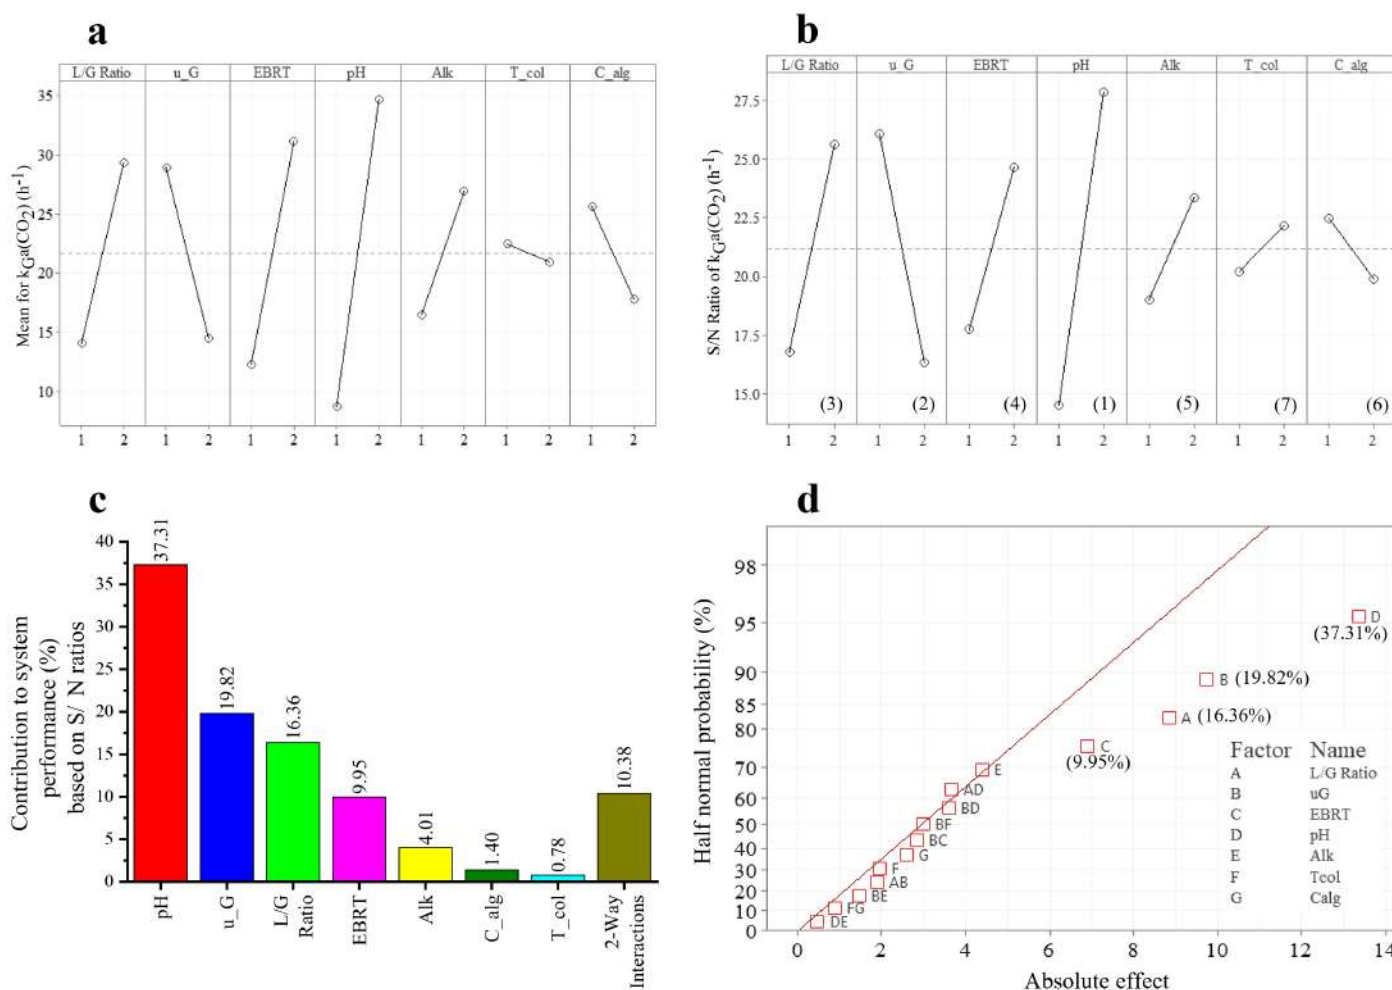 a
L/G Ratio u_G EBRT pH Alk T_col C_alg
Mean for kGa(CO2) (h-1)
35
30
25
20
15
10
1 2 1 2 1 2 1 2 1 2 1 2 1 2
b
L/G Ratio u_G EBRT pH Alk T_col C_alg
S/N Ratio of kGa(CO2) (h-1)
27.5
25.0
22.5
20.0
17.5
15.0
(3) (2) (4) (1) (5) (7) (6)
1 2 1 2 1 2 1 2 1 2 1 2 1 2
c
Contribution to system
performance (%)
based on S/ N ratios
40
35
30
25
20
15
10
5
0
37.31
19.82
16.36
9.95
4.01
1.40
0.78
10.38
pH
u_G
L/G
Ratio
EBRT
Alk
C_alg
T_col
2-Way
Interactions
d
Half normal probability (%)
98
95
90
85
80
70
60
50
40
30
20
10
0
D
(37.31%)
B (19.82%)
A (16.36%)
C
(9.95%)
E
AD
BD
BF
BC
G
F
AB
BE
FG
DE
Factor Name
A L/G Ratio
B uG
C EBRT
D pH
E Alk
F Tcol
G Calg
0 2 4 6 8 10 12 14
Absolute effect